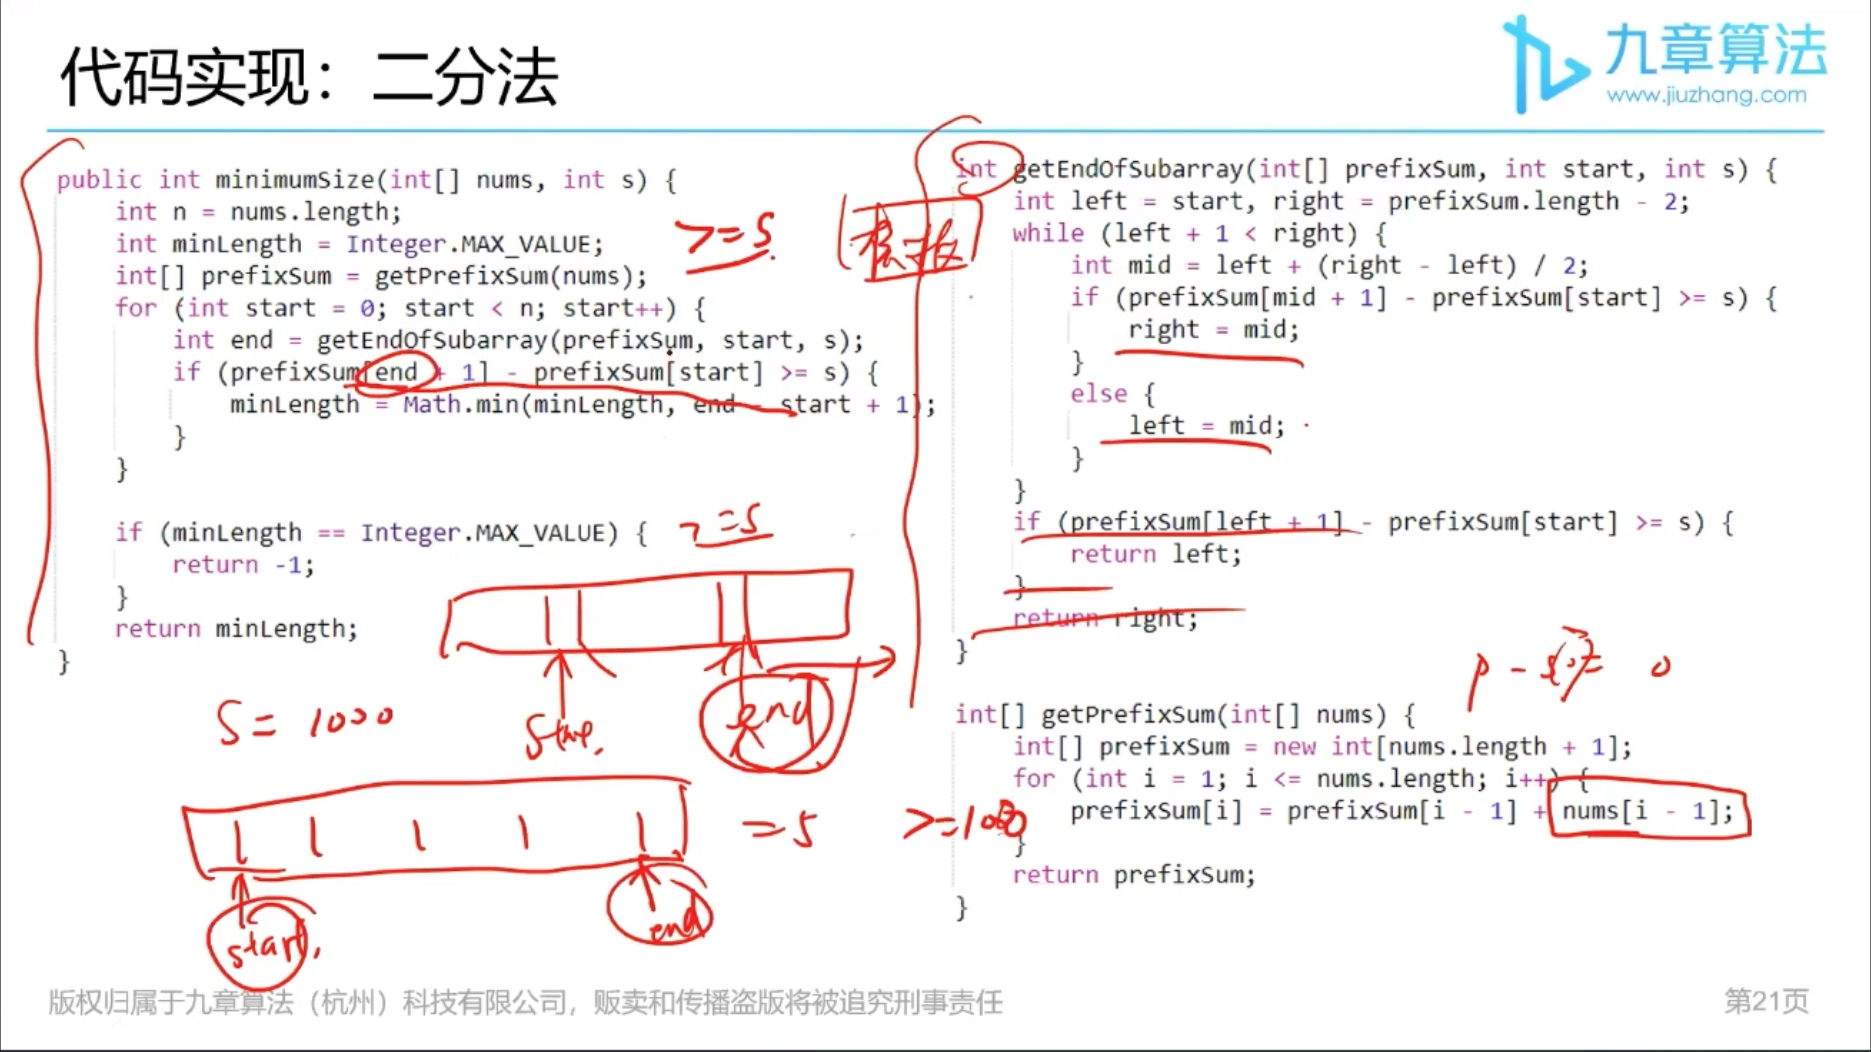 代码实现：二分法
九章算法
www.jiuzhang.com
public int minimumSize(int[] nums, int s) {
int n = nums.length;
int minLength = Integer.MAX_VALUE;
int[] prefixSum = getPrefixSum(nums);
for (int start = 0; start < n; start++) {
int end = getEndOfSubarray(prefixSum, start, s);
if (prefixSum[end + 1] - prefixSum[start] >= s) {
minLength = Math.min(minLength, end - start + 1);
}
}
if (minLength == Integer.MAX_VALUE) {
return -1;
}
return minLength;
}
>=s
模板
>=s
start
end
S = 1000
= 5
>=1000
start
end
int getEndOfSubarray(int[] prefixSum, int start, int s) {
int left = start, right = prefixSum.length - 2;
while (left + 1 < right) {
int mid = left + (right - left) / 2;
if (prefixSum[mid + 1] - prefixSum[start] >= s) {
right = mid;
}
else {
left = mid;
}
}
if (prefixSum[left + 1] - prefixSum[start] >= s) {
return left;
}
return right;
}
int[] getPrefixSum(int[] nums) {
int[] prefixSum = new int[nums.length + 1];
for (int i = 1; i <= nums.length; i++) {
prefixSum[i] = prefixSum[i - 1] + nums[i - 1];
}
return prefixSum;
}
版权归属于九章算法（杭州）科技有限公司，贩卖和传播盗版将被追究刑事责任
第21页